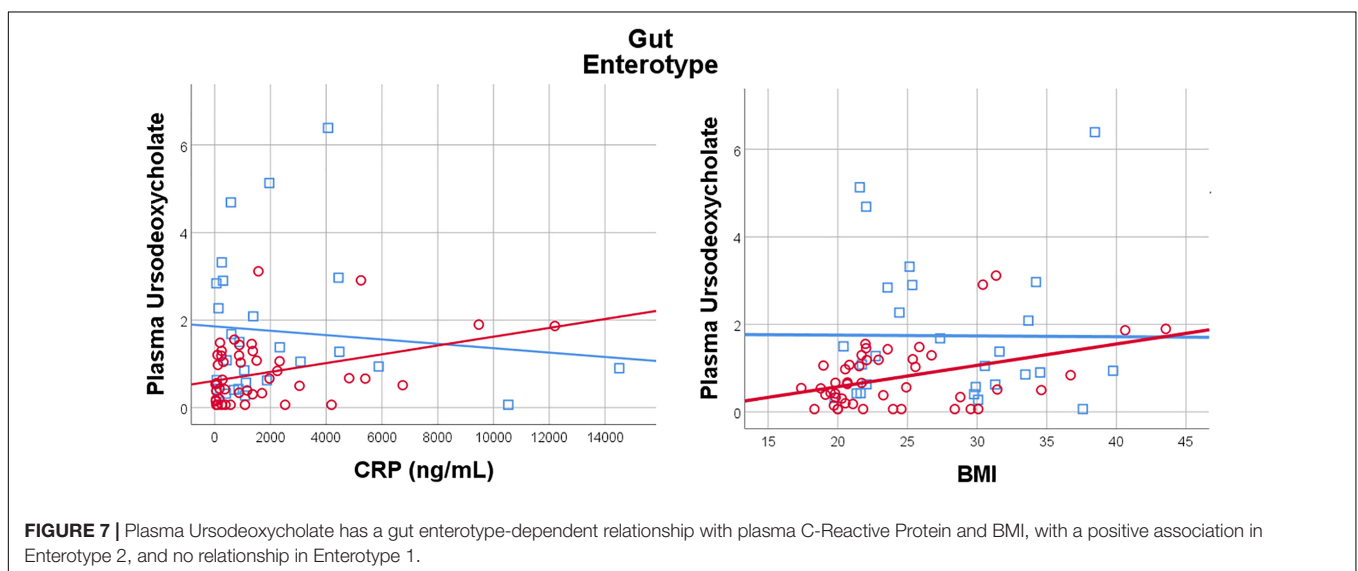 Gut
Enterotype
Plasma Ursodeoxycholate
6
4
2
0
0
2000
4000
6000
8000
10000
12000
14000
CRP (ng/mL)
Plasma Ursodeoxycholate
6
4
2
0
15
20
25
30
35
40
45
BMI
FIGURE 7 | Plasma Ursodeoxycholate has a gut enterotype-dependent relationship with plasma C-Reactive Protein and BMI, with a positive association in
Enterotype 2, and no relationship in Enterotype 1.